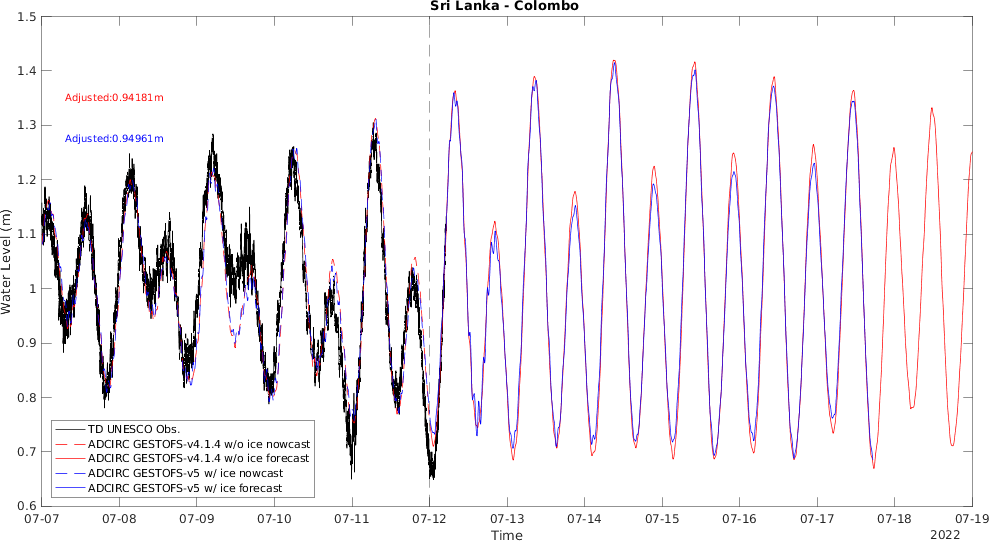 Sri Lanka - Colombo
1.5
1.4
1.3
1.2
1.1
1
0.9
0.8
0.7
0.6
Water Level (m)
Adjusted:0.94181m
Adjusted:0.94961m
TD UNESCO Obs.
ADCIRC GESTOFS-v4.1.4 w/o ice nowcast
ADCIRC GESTOFS-v4.1.4 w/o ice forecast
ADCIRC GESTOFS-v5 w/ ice nowcast
ADCIRC GESTOFS-v5 w/ ice forecast
07-07 07-08 07-09 07-10 07-11 07-12 07-13 07-14 07-15 07-16 07-17 07-18 07-19
Time
2022